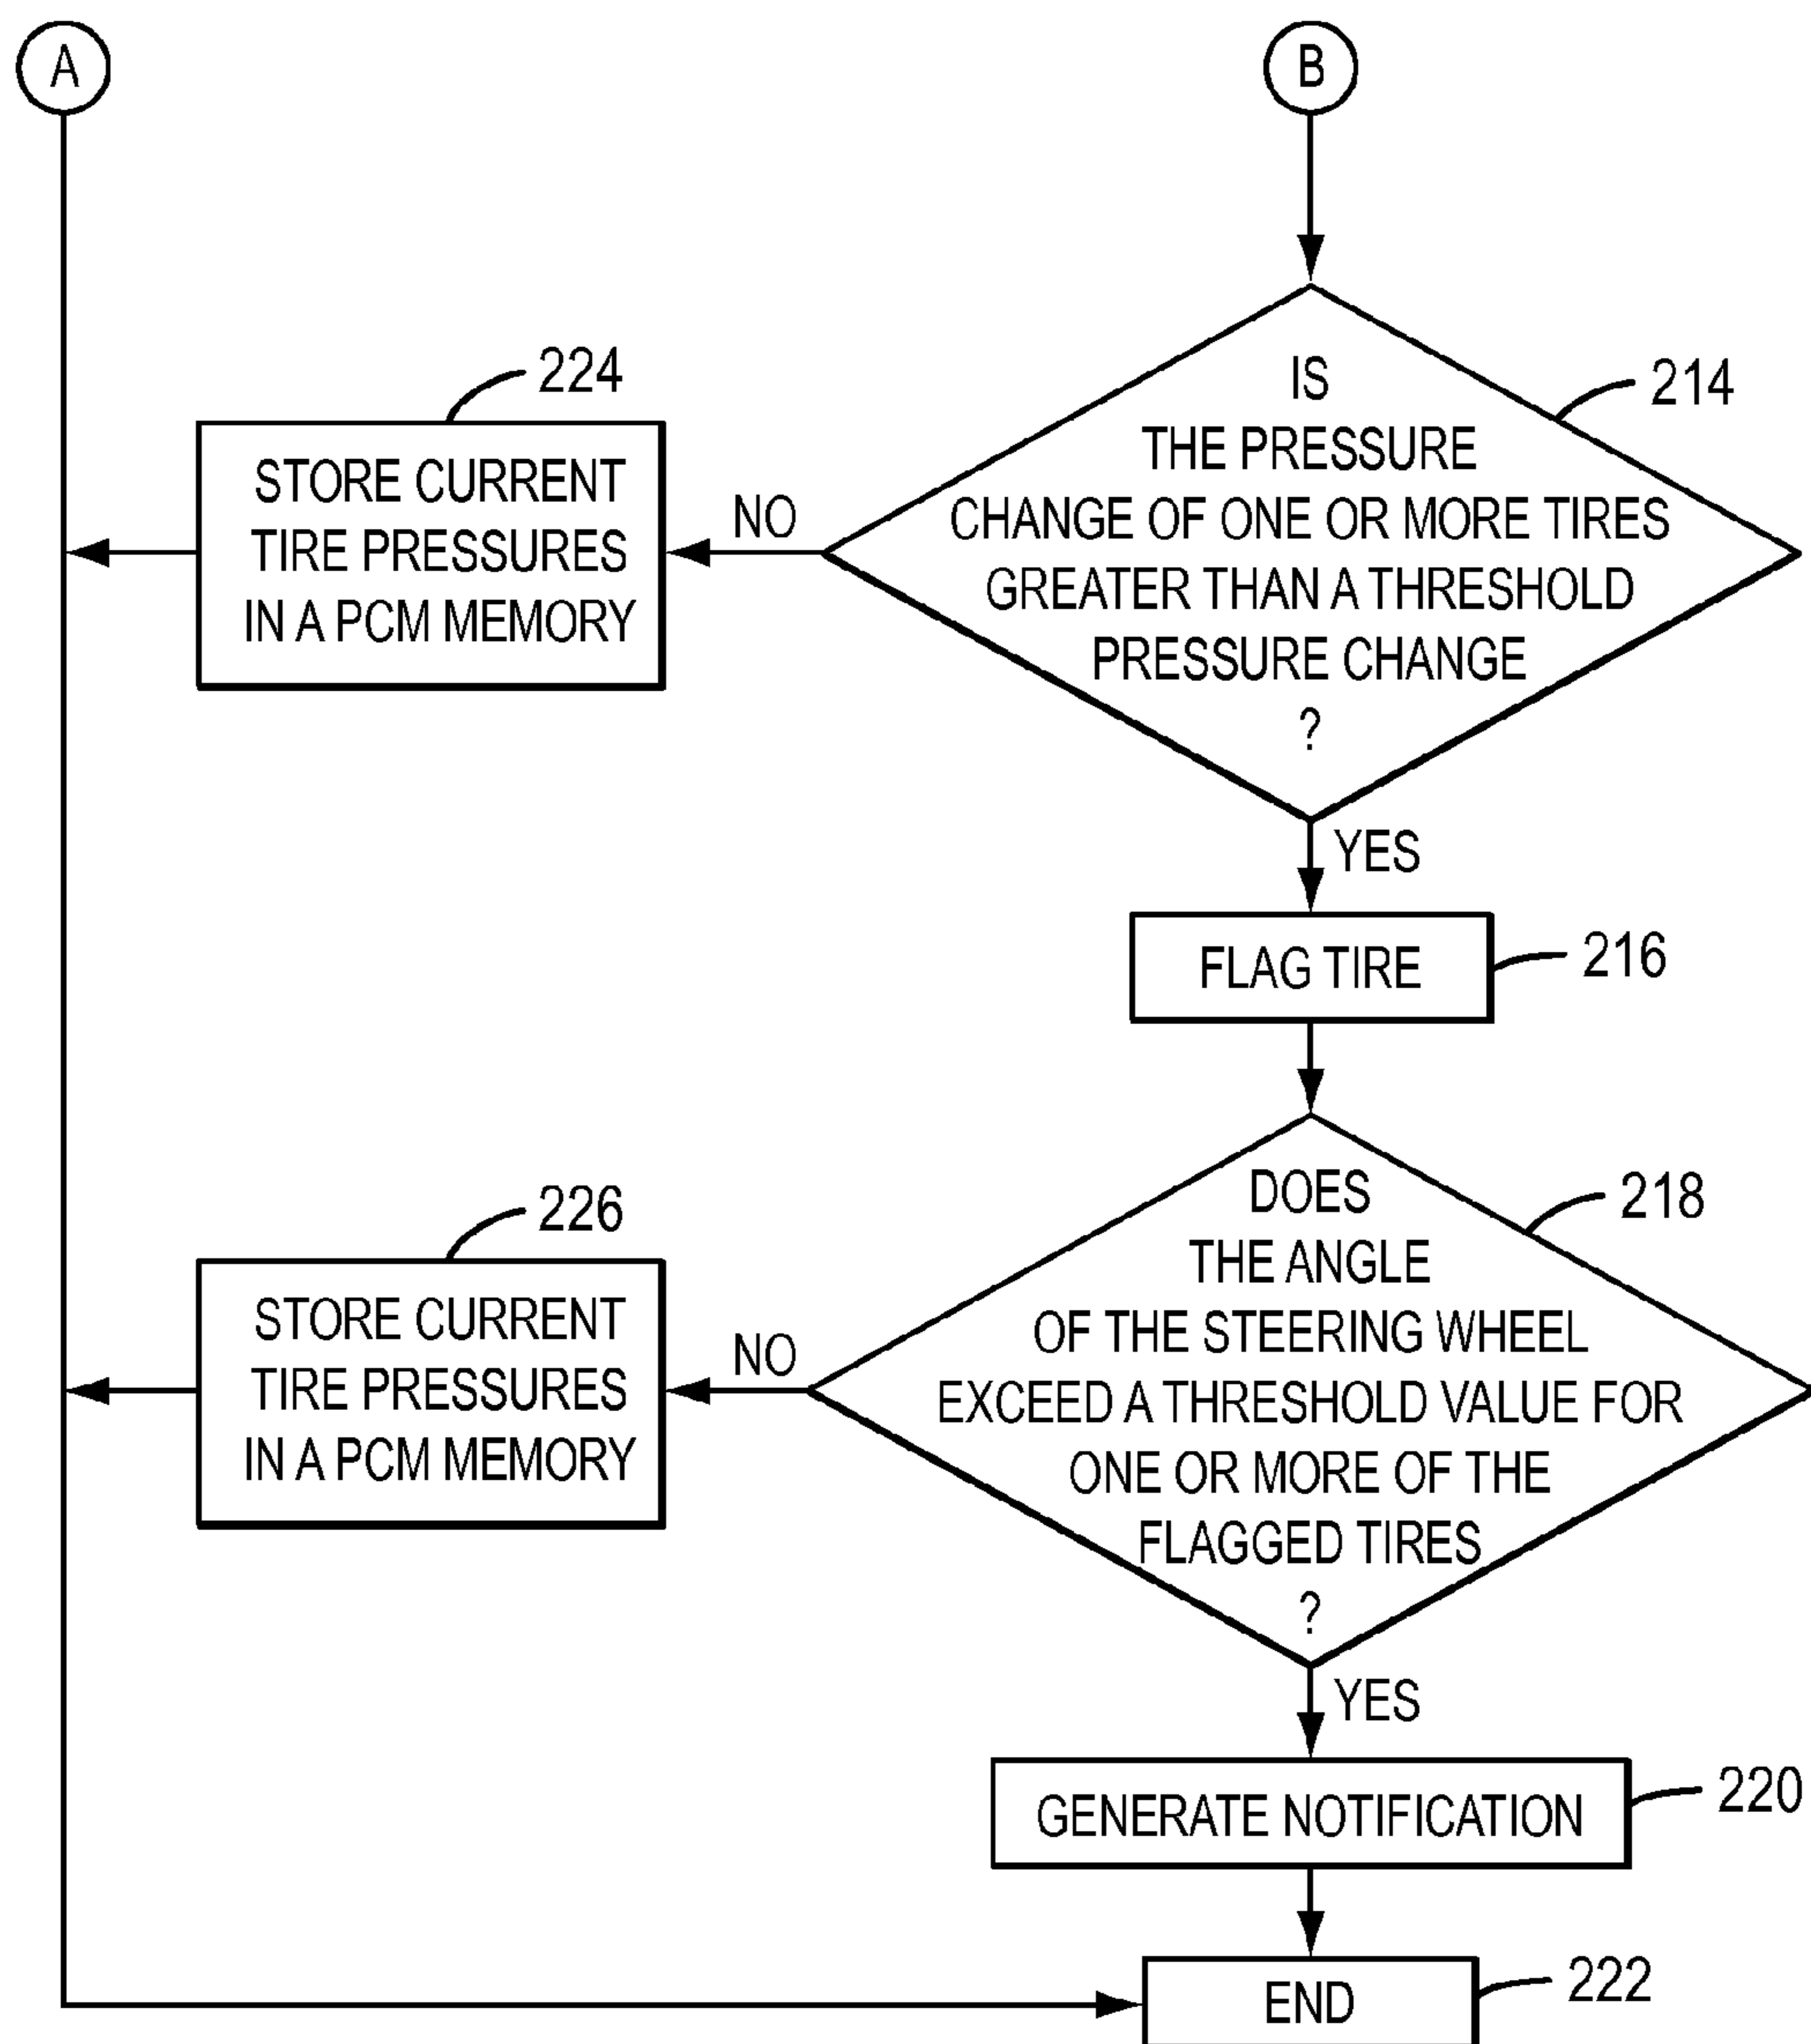 A
B
IS
THE PRESSURE
CHANGE OF ONE OR MORE TIRES
GREATER THAN A THRESHOLD
PRESSURE CHANGE
?
214
NO
224
STORE CURRENT
TIRE PRESSURES
IN A PCM MEMORY
YES
FLAG TIRE
216
DOES
THE ANGLE
OF THE STEERING WHEEL
EXCEED A THRESHOLD VALUE FOR
ONE OR MORE OF THE
FLAGGED TIRES
?
218
NO
226
STORE CURRENT
TIRE PRESSURES
IN A PCM MEMORY
YES
GENERATE NOTIFICATION
220
END
222